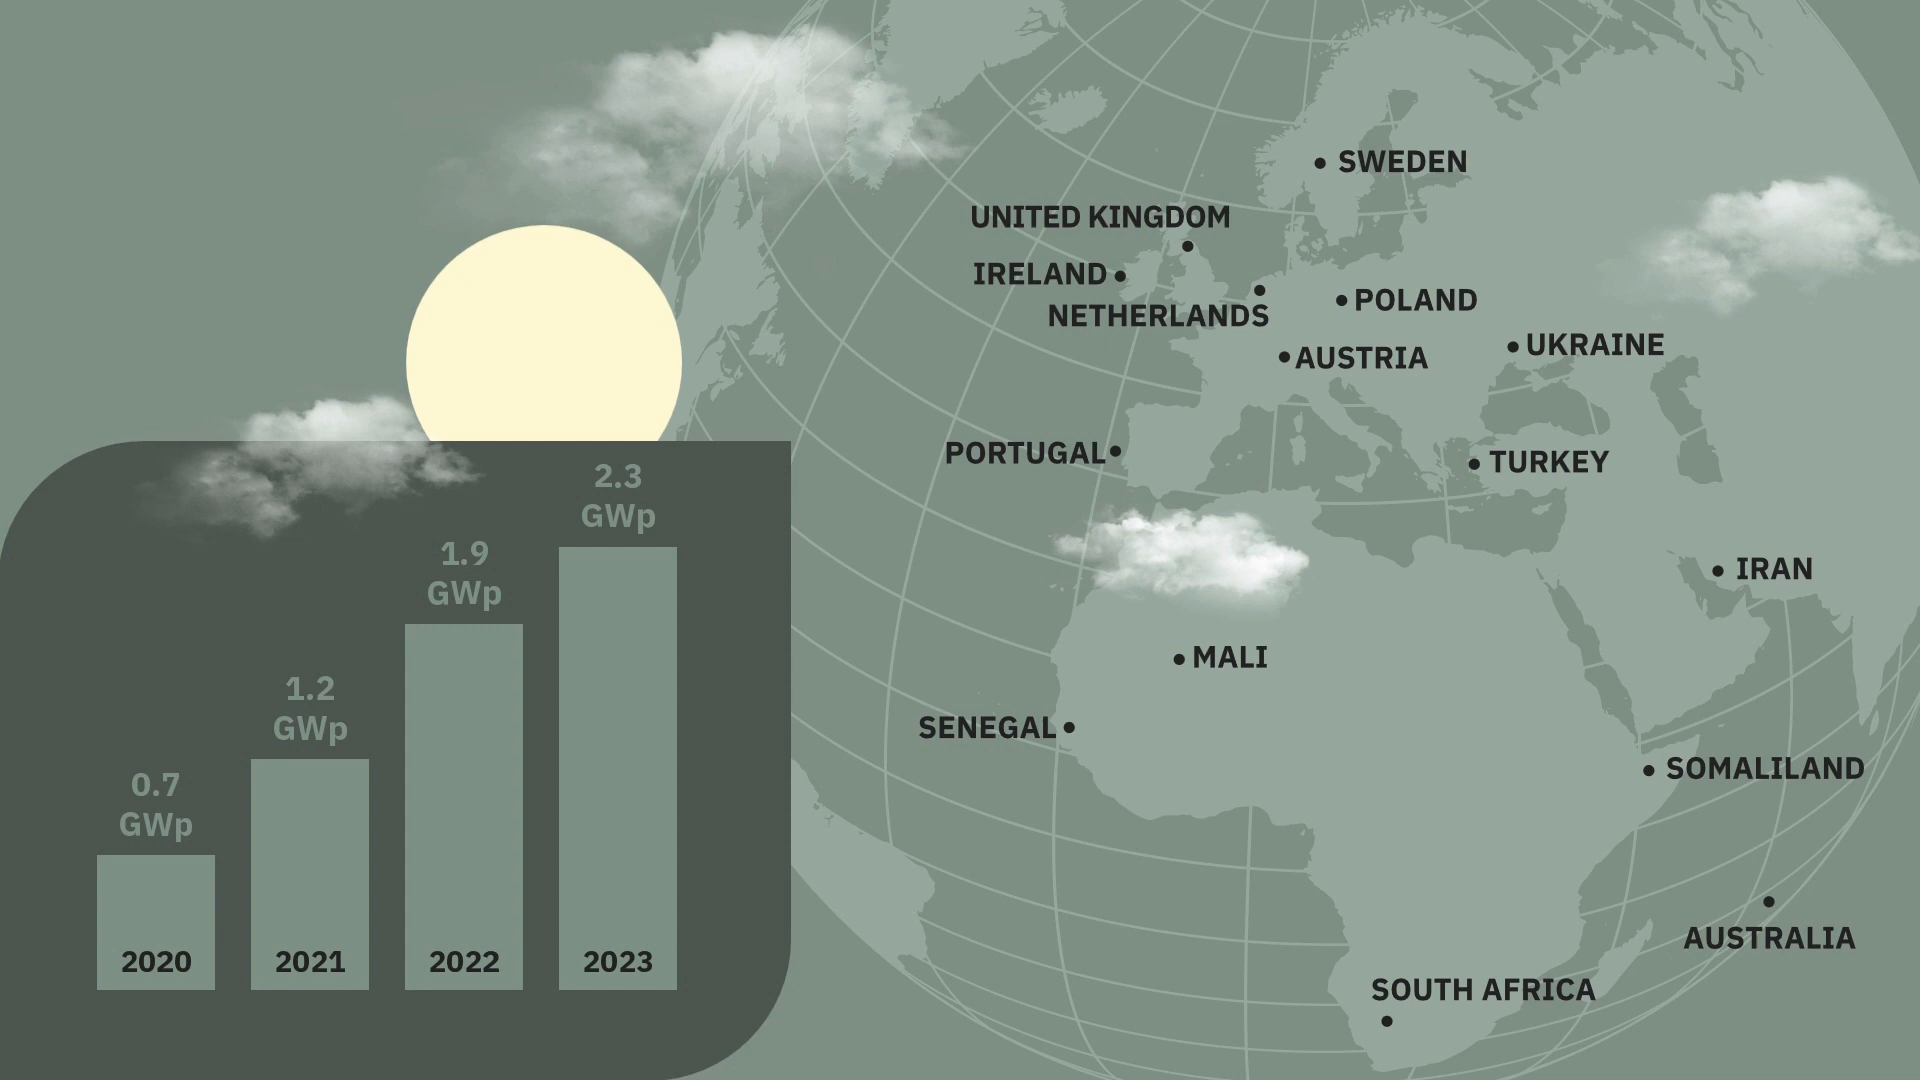 2.3
GWp
1.9
GWp
1.2
GWp
0.7
GWp
2020
2021
2022
2023
SWEDEN
UNITED KINGDOM
IRELAND
NETHERLANDS
POLAND
UKRAINE
AUSTRIA
PORTUGAL
TURKEY
IRAN
MALI
SENEGAL
SOMALILAND
AUSTRALIA
SOUTH AFRICA